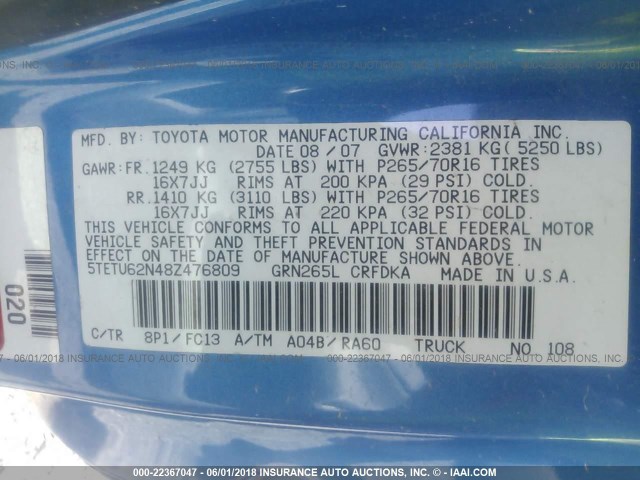 MFD. BY: TOYOTA MOTOR MANUFACTURING CALIFORNIA INC.
DATE 08 / 07 GVWR: 2381 KG( 5250 LBS)
GAWR: FR. 1249 KG (2755 LBS) WITH P265/70R16 TIRES
16X7JJ RIMS AT 200 KPA (29 PSI) COLD.
RR. 1410 KG (3110 LBS) WITH P265/70R16 TIRES
16X7JJ RIMS AT 220 KPA (32 PSI) COLD.
THIS VEHICLE CONFORMS TO ALL APPLICABLE FEDERAL MOTOR
VEHICLE SAFETY AND THEFT PREVENTION STANDARDS IN
EFFECT ON THE DATE OF MANUFACTURE SHOWN ABOVE.
5TETU62N48Z476809 GRN265L CRFDKA MADE IN U.S.A.
C/TR 8P1/FC13 A/TM A04B/RA60 TRUCK NO 108
020
000-22367047 - 06/01/2018 INSURANCE AUTO AUCTIONS, INC. - © - IAAI.COM